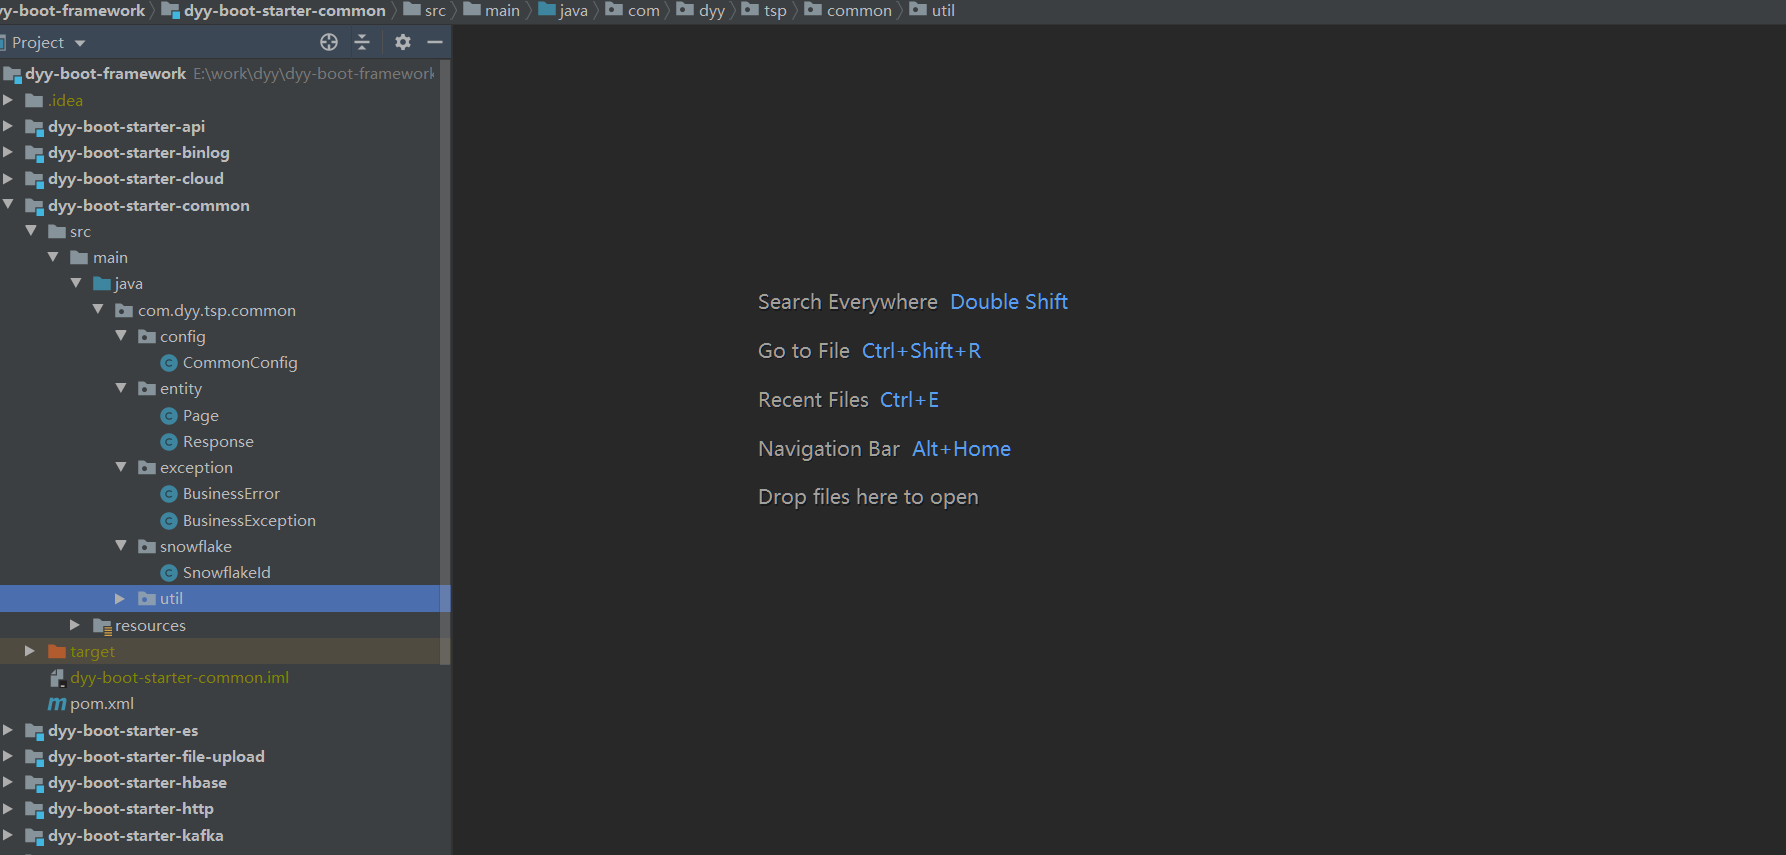 yy-boot-framework dyy-boot-starter-common src main java com dyy tsp common util
Project
dyy-boot-framework E:\work\dyy\dyy-boot-framework
.idea
dyy-boot-starter-api
dyy-boot-starter-binlog
dyy-boot-starter-cloud
dyy-boot-starter-common
src
main
java
com.dyy.tsp.common
config
CommonConfig
entity
Page
Response
exception
BusinessError
BusinessException
snowflake
SnowflakeId
util
resources
target
dyy-boot-starter-common.iml
pom.xml
dyy-boot-starter-es
dyy-boot-starter-file-upload
dyy-boot-starter-hbase
dyy-boot-starter-http
dyy-boot-starter-kafka
Search Everywhere Double Shift
Go to File Ctrl+Shift+R
Recent Files Ctrl+E
Navigation Bar Alt+Home
Drop files here to open